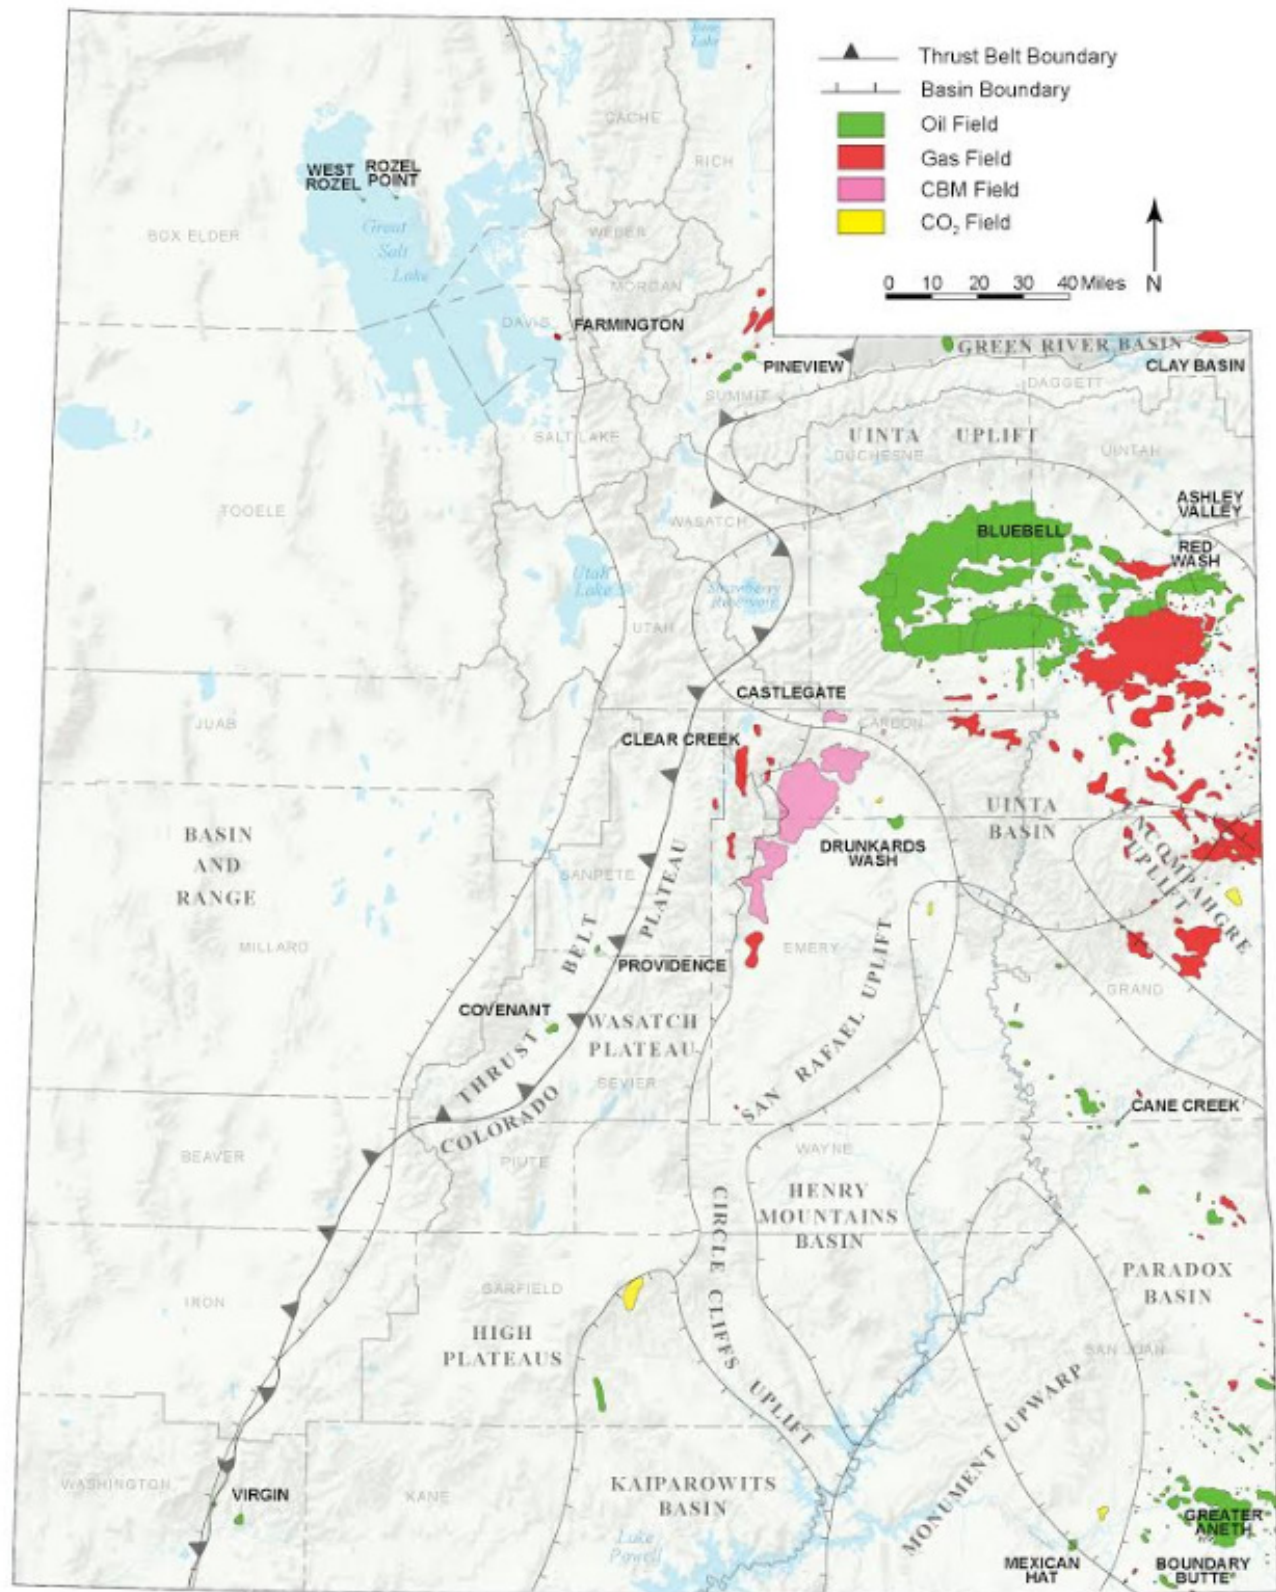 Bear
Lake
Thrust Belt Boundary
Basin Boundary
Oil Field
Gas Field
CBM Field
CO₂ Field
0 10 20 30 40 Miles
N
CACHE
RICH
WEST
ROZEL
ROZEL
POINT
BOX ELDER
Great
Salt
Lake
WEBER
MORGAN
DAVIS
FARMINGTON
PINEVIEW
GREEN RIVER BASIN
CLAY BASIN
DAGGETT
SUMMIT
SALT LAKE
UINTA UPLIFT
DUCHESNE
UINTAH
TOOELE
WASATCH
ASHLEY
VALLEY
BLUEBELL
RED
WASH
Utah
Lake
Strawberry
Reservoir
UTAH
CASTLEGATE
CARBON
JUAB
CLEAR CREEK
BASIN
AND
RANGE
UINTA
BASIN
DRUNKARDS
WASH
UNCOMPAHGRE
UPLIFT
SANPETE
MILLARD
THRUST BELT
COLORADO PLATEAU
EMERY
PROVIDENCE
COVENANT
WASATCH
PLATEAU
SAN RAFAEL UPLIFT
GRAND
SEVIER
CANE CREEK
BEAVER
PIUTE
WAYNE
HENRY
MOUNTAINS
BASIN
CIRCLE CLIFFS UPLIFT
PARADOX
BASIN
IRON
GARFIELD
HIGH
PLATEAUS
SAN JUAN
MONUMENT UPWARP
WASHINGTON
VIRGIN
KANE
KAIPAROWITS
BASIN
Lake
Powell
GREATER
ANETH
MEXICAN
HAT
BOUNDARY
BUTTE